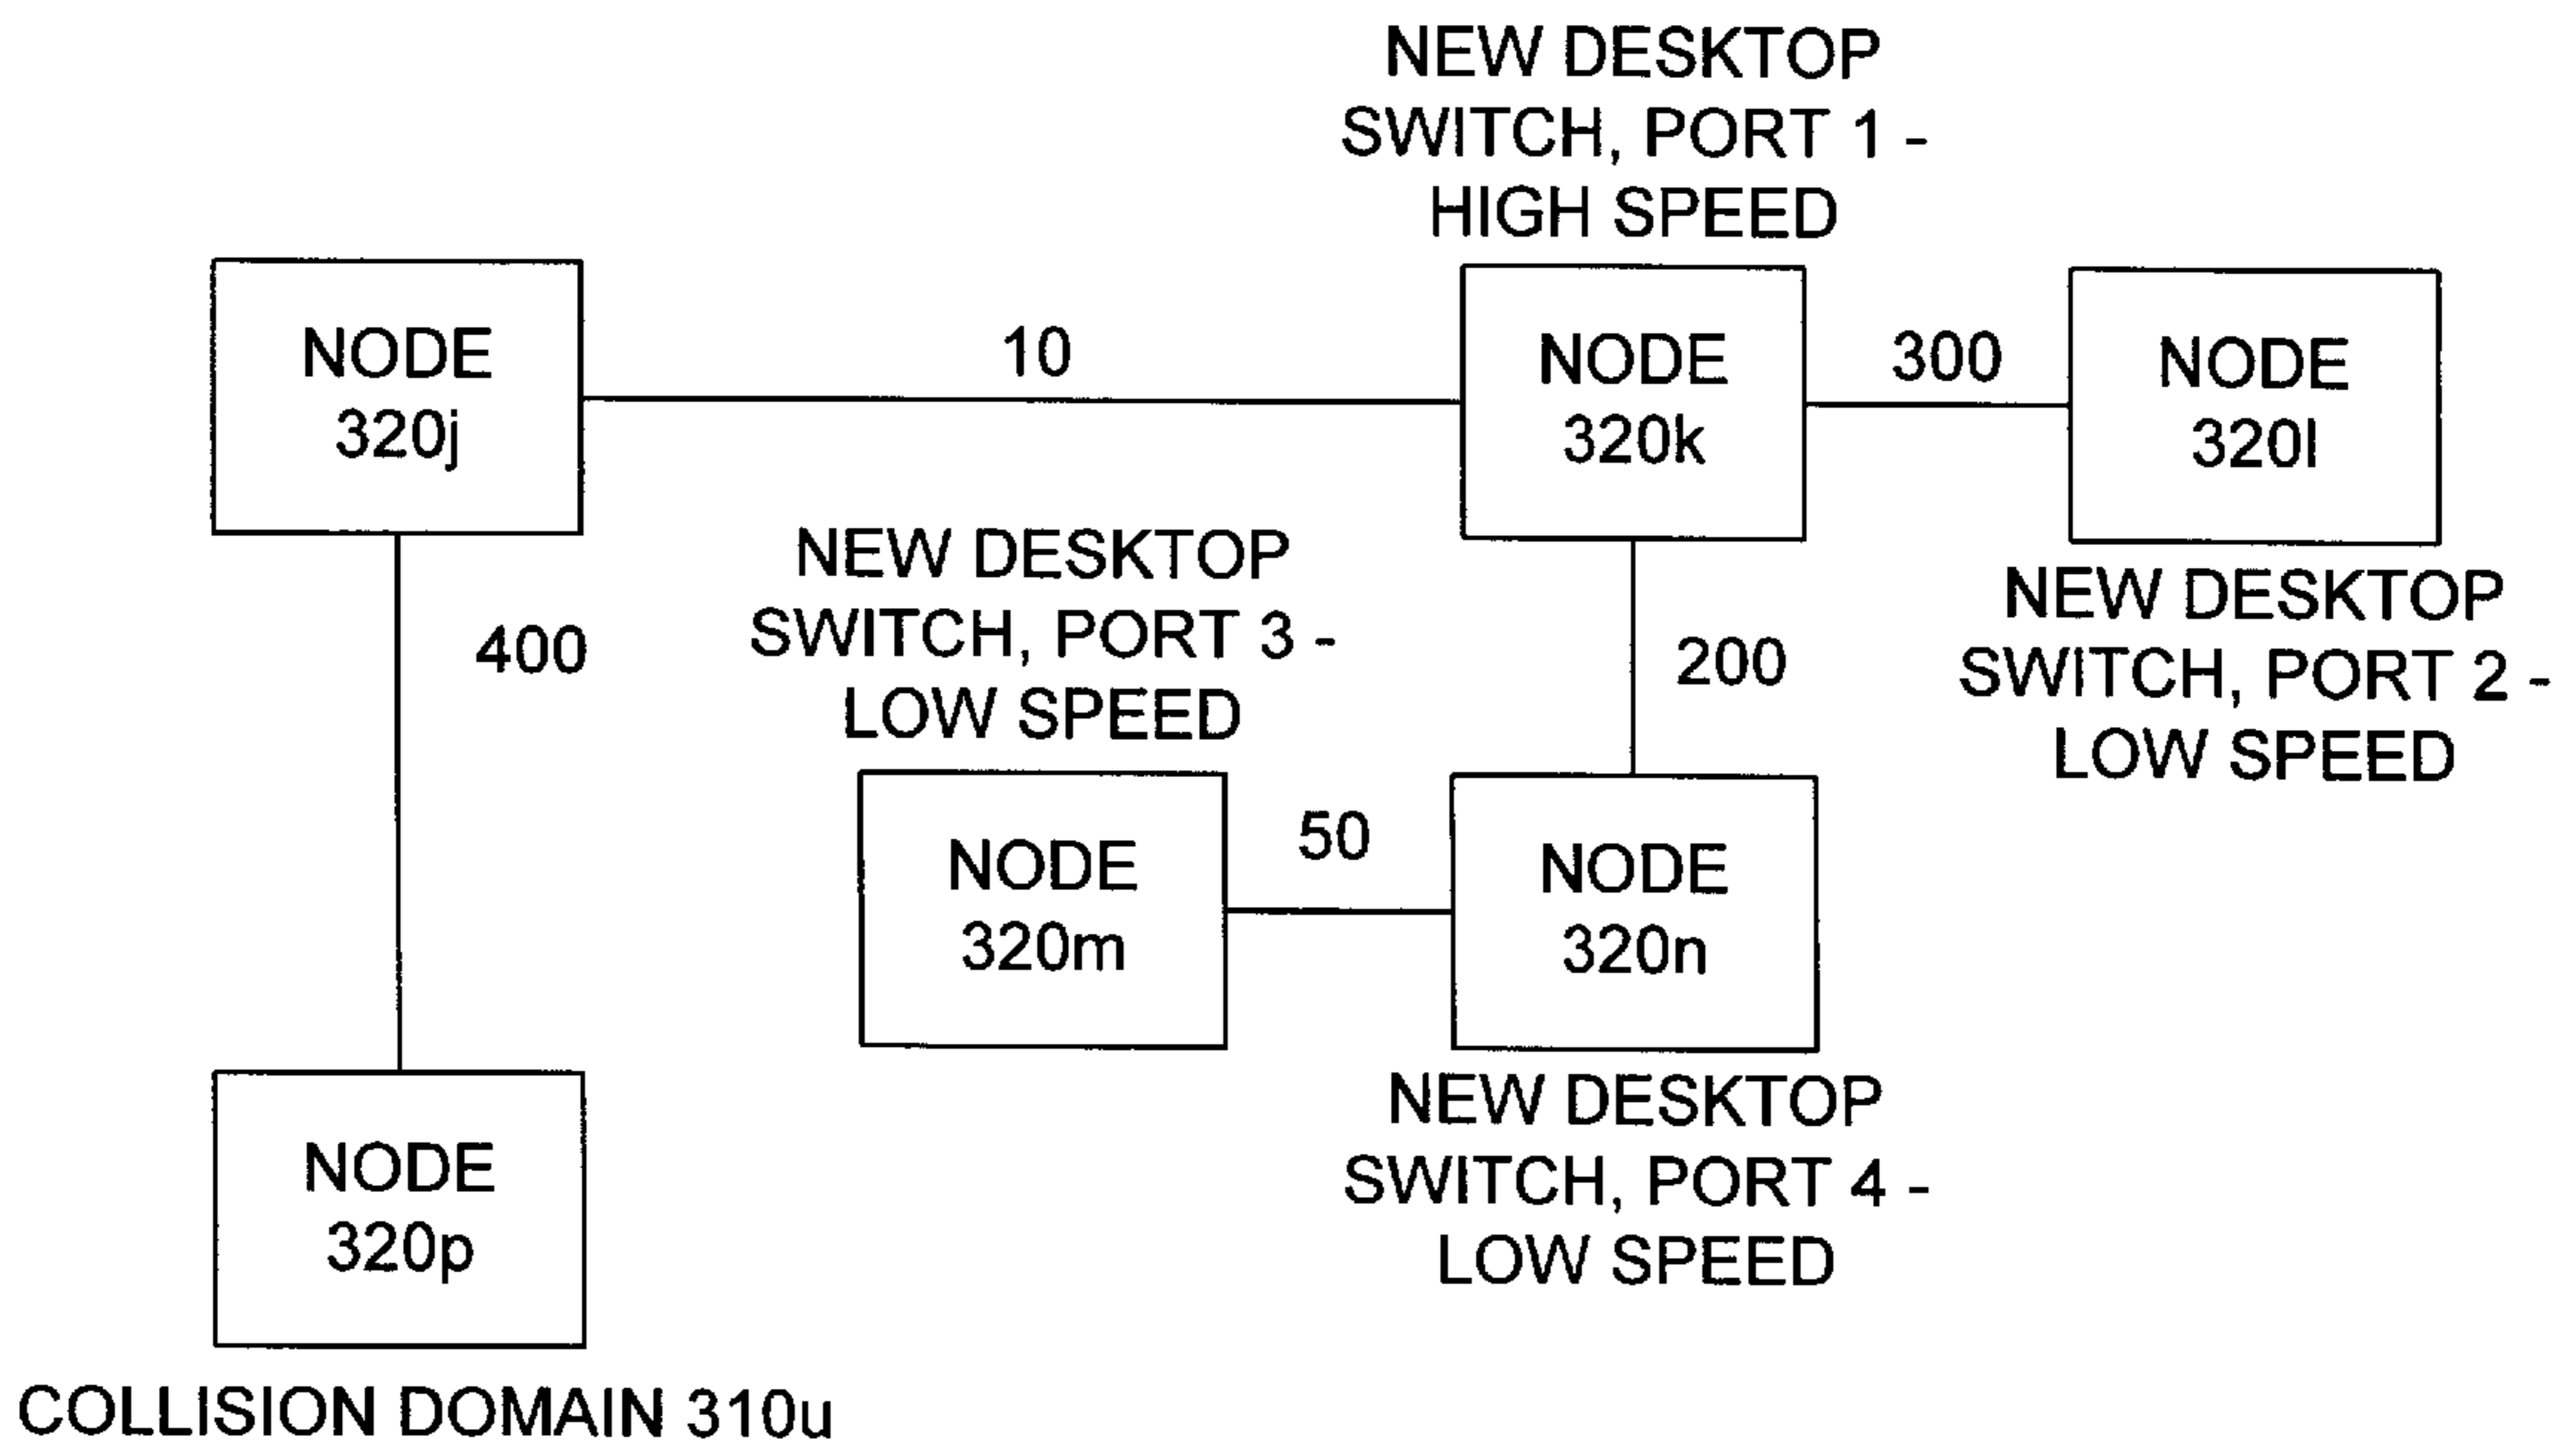 NEW DESKTOP
SWITCH, PORT 1 -
HIGH SPEED
NODE
320j
10
NODE
320k
300
NODE
320l
400
NEW DESKTOP
SWITCH, PORT 3 -
LOW SPEED
200
NEW DESKTOP
SWITCH, PORT 2 -
LOW SPEED
NODE
320m
50
NODE
320n
NEW DESKTOP
SWITCH, PORT 4 -
LOW SPEED
NODE
320p
COLLISION DOMAIN 310u